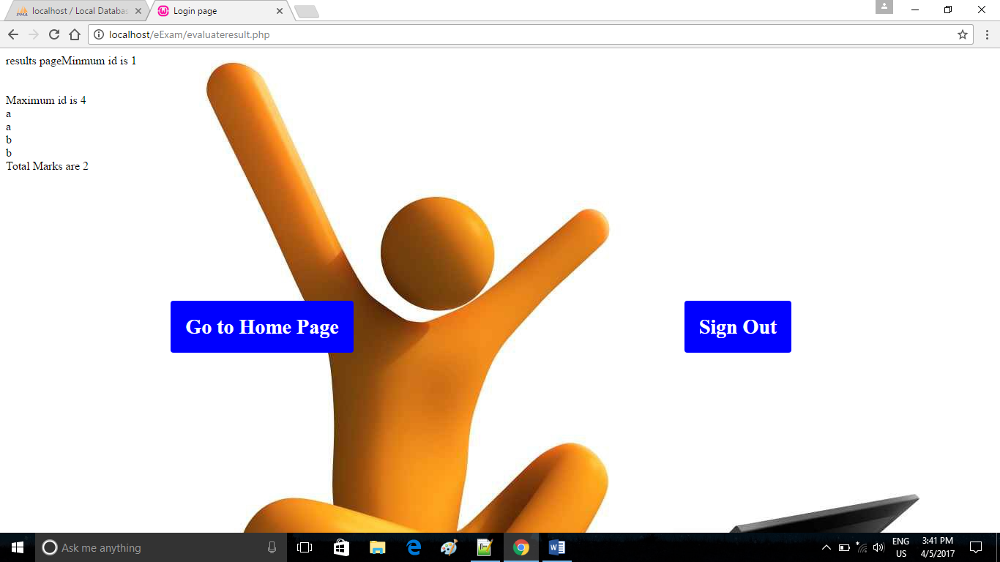 localhost / Local Databas
Login page
localhost/eExam/evaluateresult.php
results pageMinmum id is 1
Maximum id is 4
a
a
b
b
Total Marks are 2
Go to Home Page
Sign Out
Ask me anything
ENG
US
3:41 PM
4/5/2017